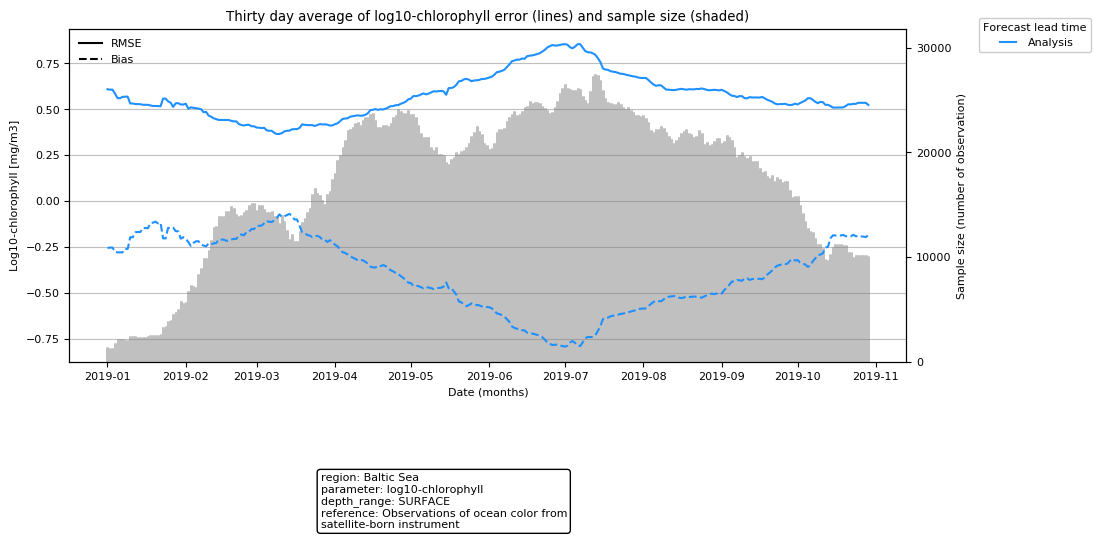 Thirty day average of log10-chlorophyll error (lines) and sample size (shaded)
Forecast lead time
Analysis
RMSE
Bias
Log10-chlorophyll [mg/m3]
0.75
0.50
0.25
0.00
−0.25
−0.50
−0.75
30000
20000
10000
0
Sample size (number of observation)
2019-01 2019-02 2019-03 2019-04 2019-05 2019-06 2019-07 2019-08 2019-09 2019-10 2019-11
Date (months)
region: Baltic Sea
parameter: log10-chlorophyll
depth_range: SURFACE
reference: Observations of ocean color from
satellite-born instrument